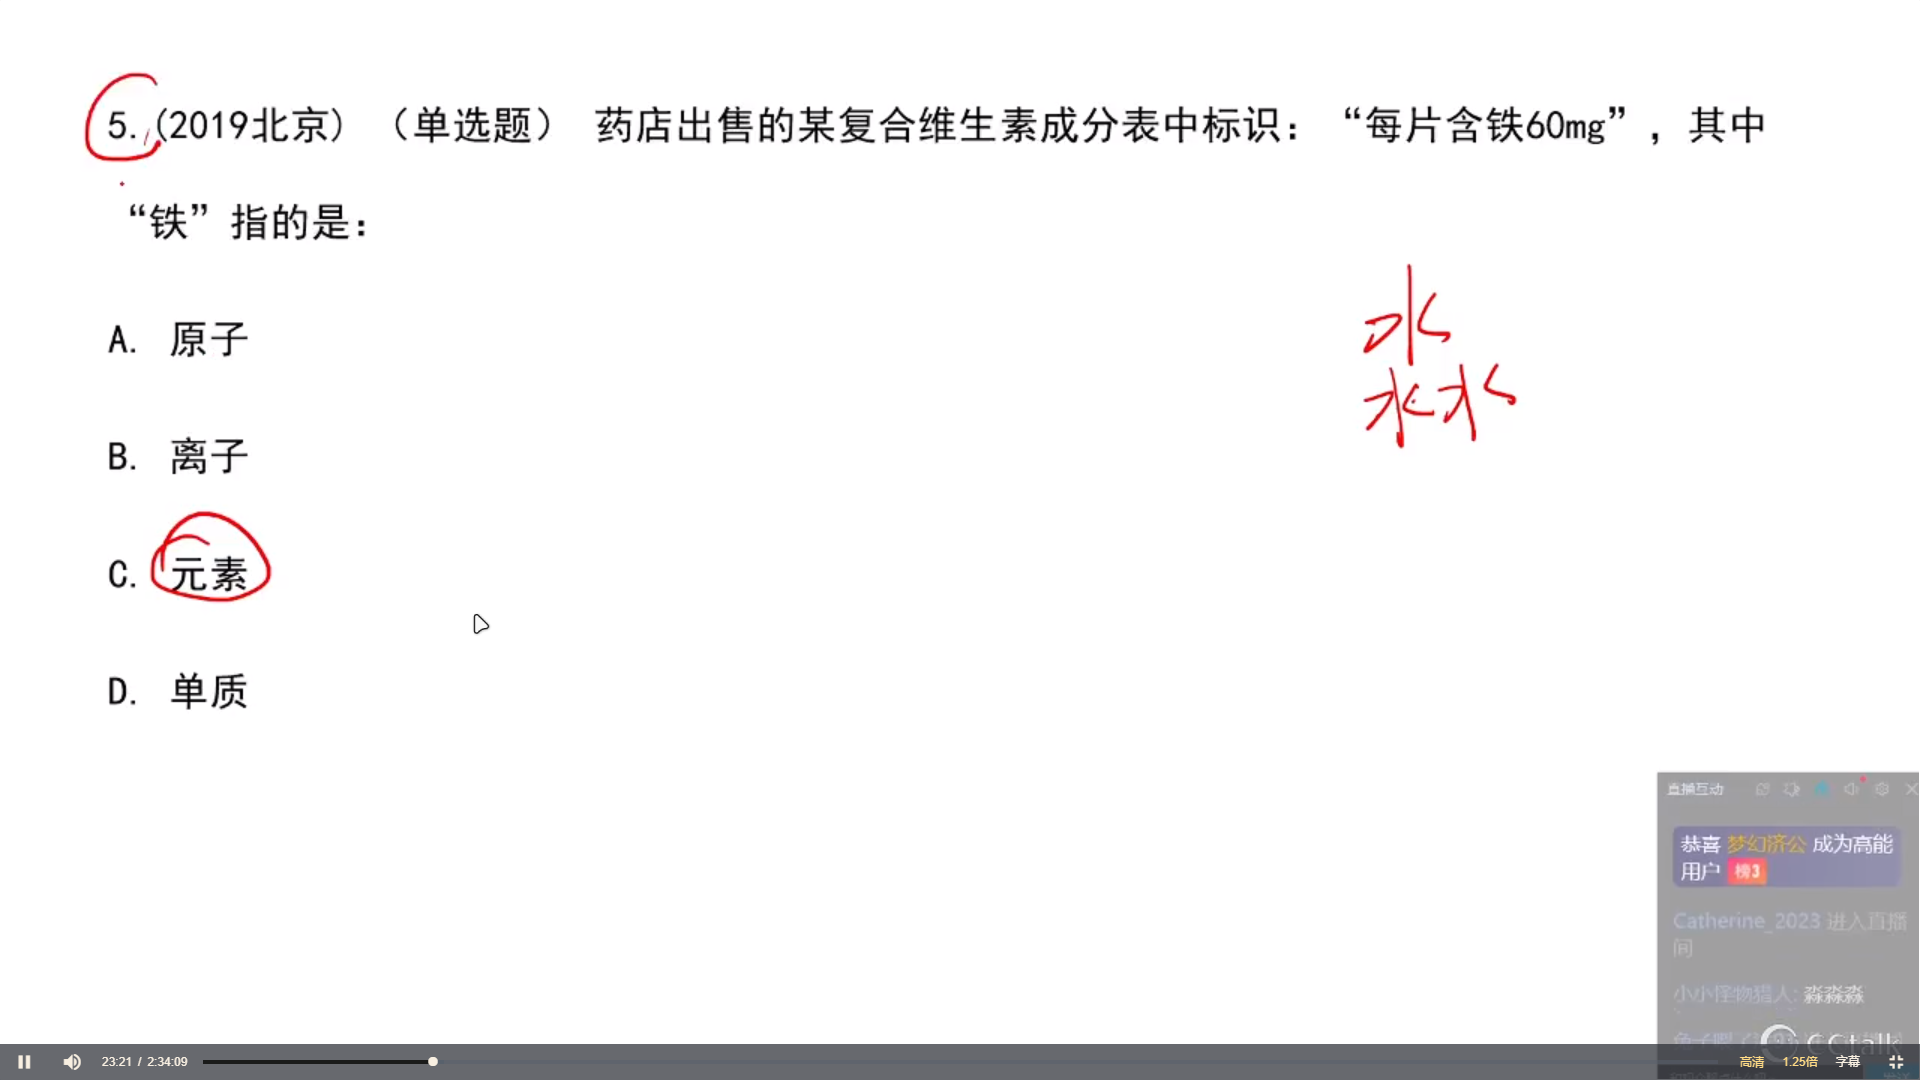 5.(2019北京) （单选题） 药店出售的某复合维生素成分表中标识：“每片含铁60mg”，其中
“铁”指的是：
水
水水
A. 原子
B. 离子
C. 元素
D. 单质
直播互动
恭喜 梦幻济公 成为高能
用户 榜3
Catherine_2023 进入直播
间
小小怪物猎人: 淼淼淼
CCtalk
23:21 / 2:34:09
高清 1.25倍 字幕